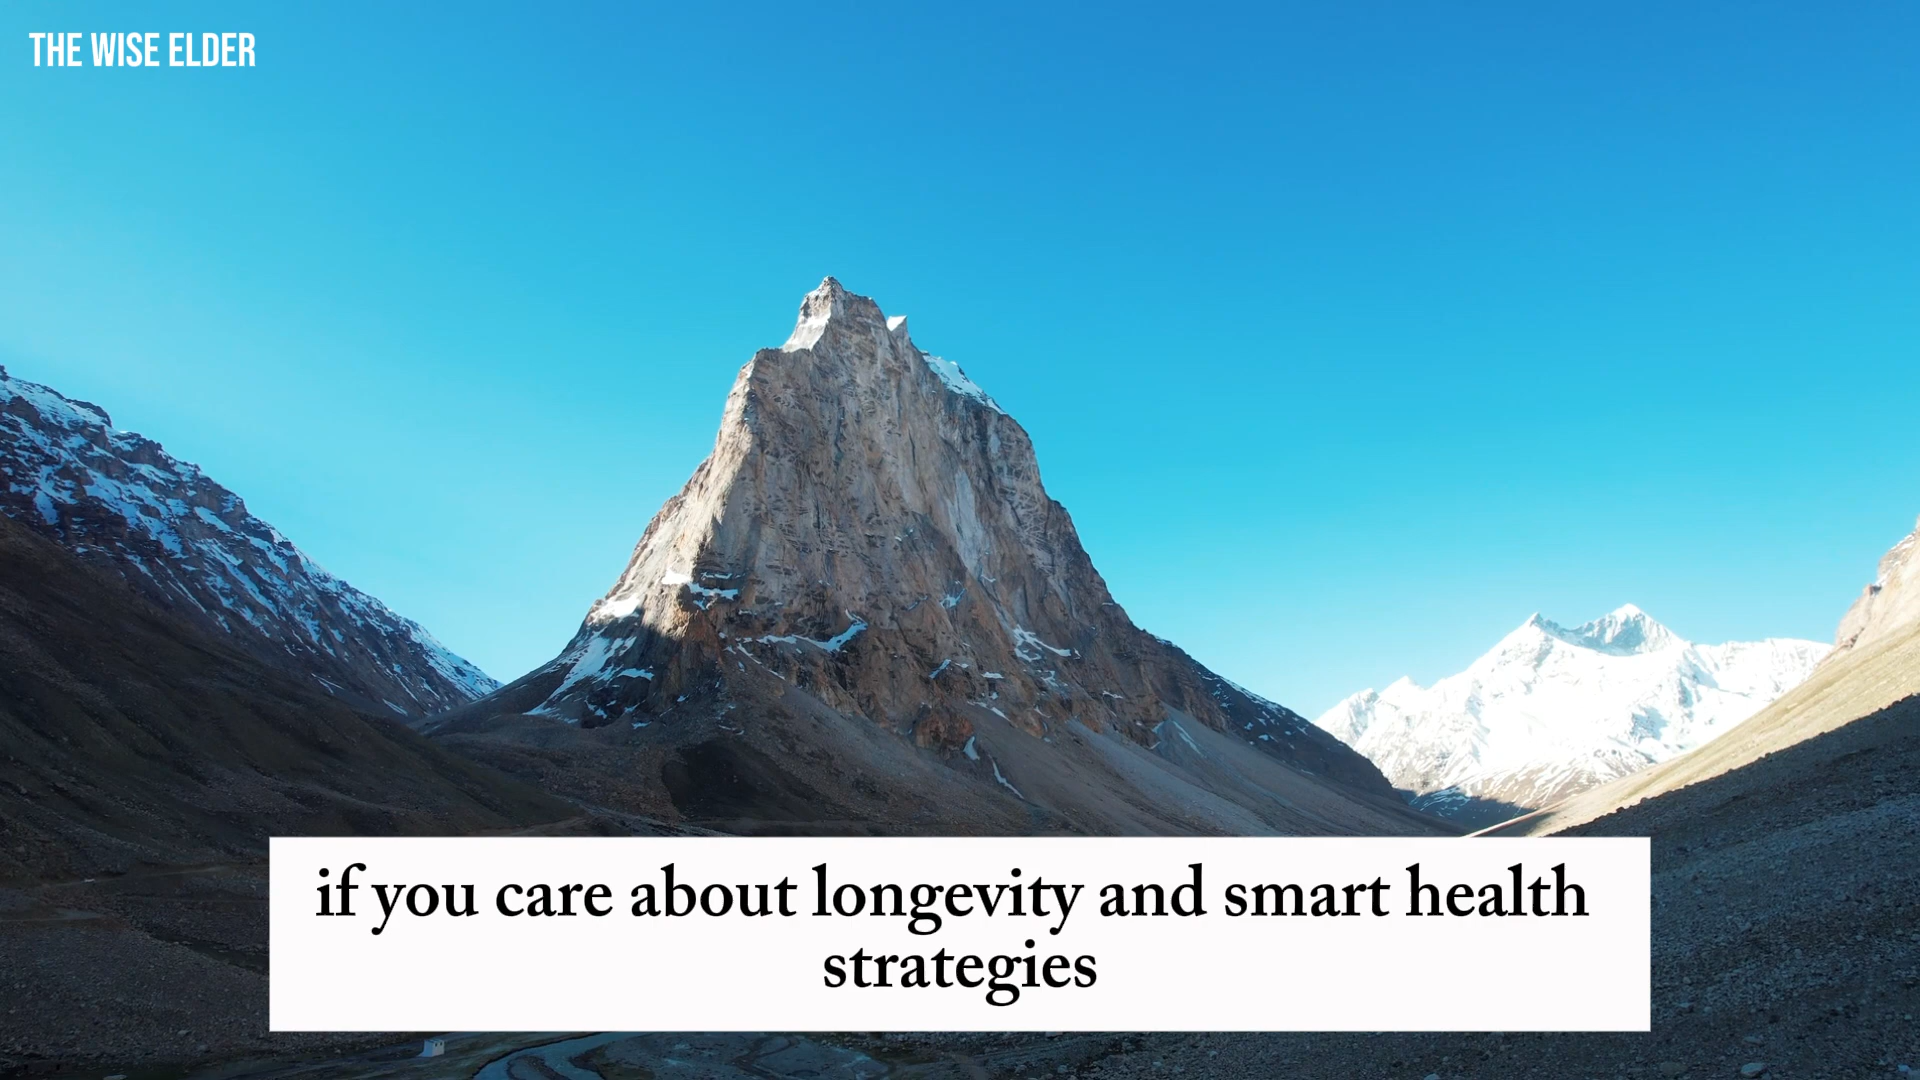 THE WISE ELDER
if you care about longevity and smart health
strategies